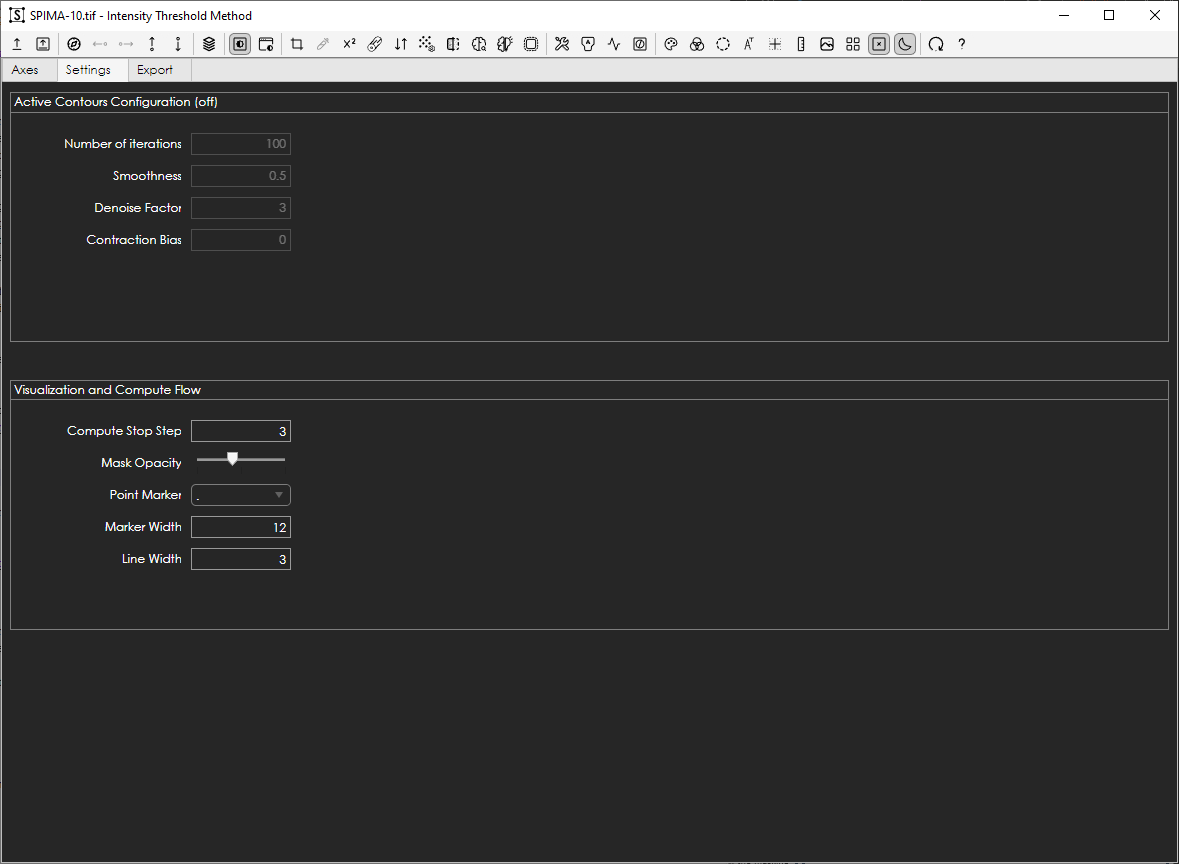 SPIMA-10.tif - Intensity Threshold Method
Axes
Settings
Export
Active Contours Configuration (off)
Number of iterations 100
Smoothness 0.5
Denoise Factor 3
Contraction Bias 0
Visualization and Compute Flow
Compute Stop Step 3
Mask Opacity
Point Marker .
Marker Width 12
Line Width 3